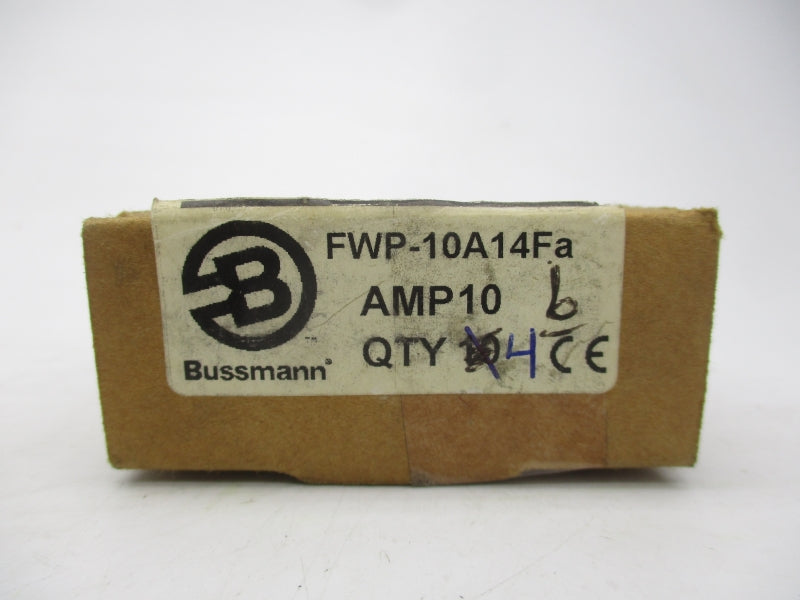 B
FWP-10A14Fa
AMP10 6
QTY 10 4 CE
Bussmann